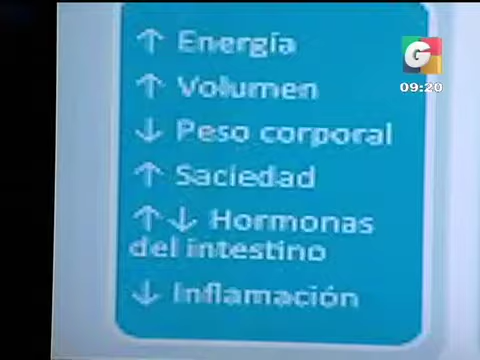 ↑ Energía
↑ Volumen
↓ Peso corporal
↑ Saciedad
↑↓ Hormonas
del intestino
↓ Inflamación
G
09:20